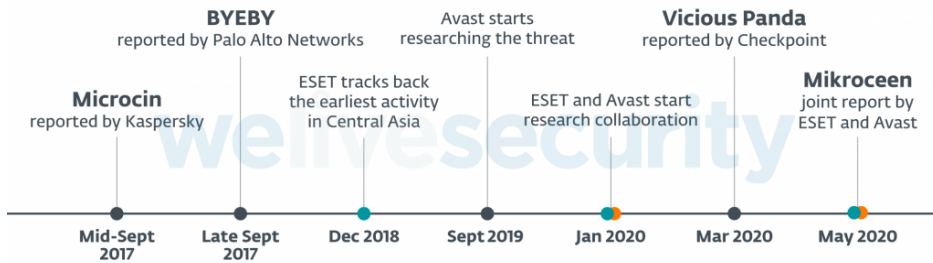 BYEBY
reported by Palo Alto Networks
Avast starts
researching the threat
Vicious Panda
reported by Checkpoint
Microcin
reported by Kaspersky
ESET tracks back
the earliest activity
in Central Asia
ESET and Avast start
research collaboration
Mikroceen
joint report by
ESET and Avast
welivesecurity
Mid-Sept
2017
Late Sept
2017
Dec 2018
Sept 2019
Jan 2020
Mar 2020
May 2020